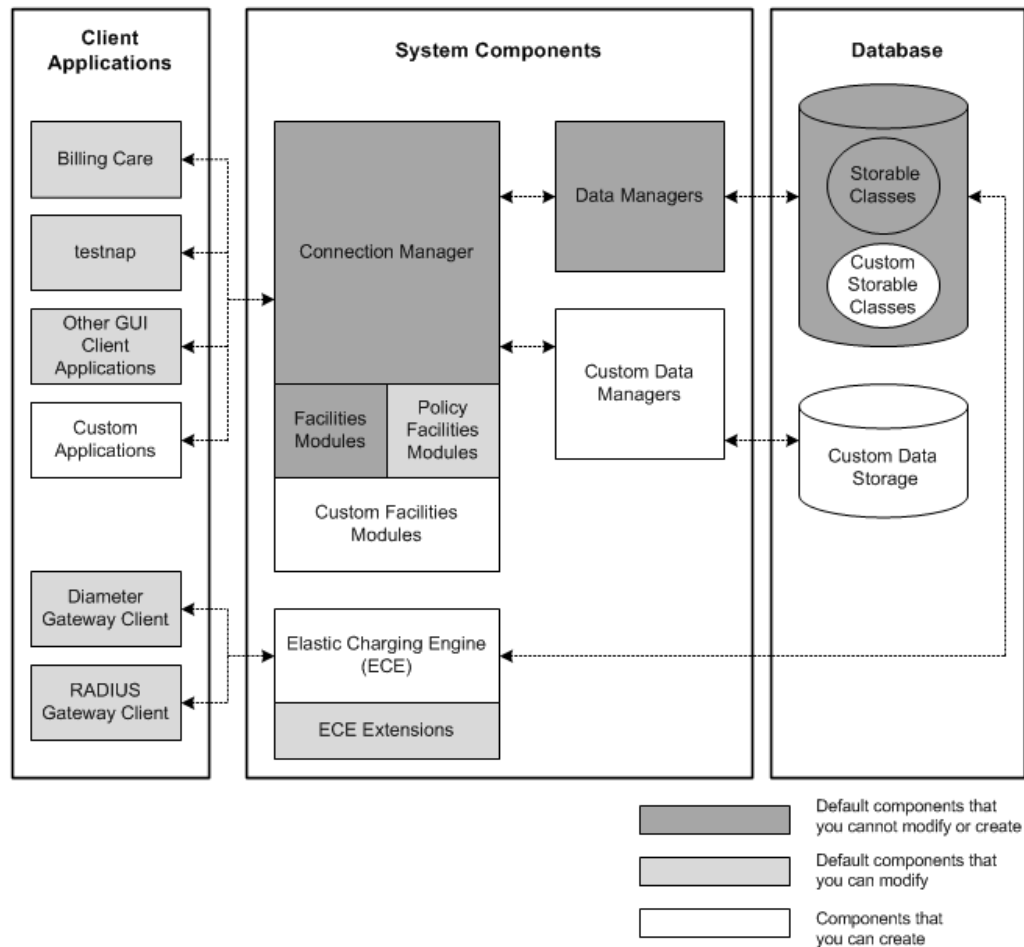 Client
Applications
System Components
Database
Billing Care
testnap
Other GUI
Client
Applications
Custom
Applications
Diameter
Gateway Client
RADIUS
Gateway Client
Connection Manager
Facilities
Modules
Policy
Facilities
Modules
Custom Facilities
Modules
Elastic Charging Engine
(ECE)
ECE Extensions
Data Managers
Custom Data
Managers
Storable
Classes
Custom
Storable
Classes
Custom Data
Storage
Default components that
you cannot modify or create
Default components that
you can modify
Components that
you can create